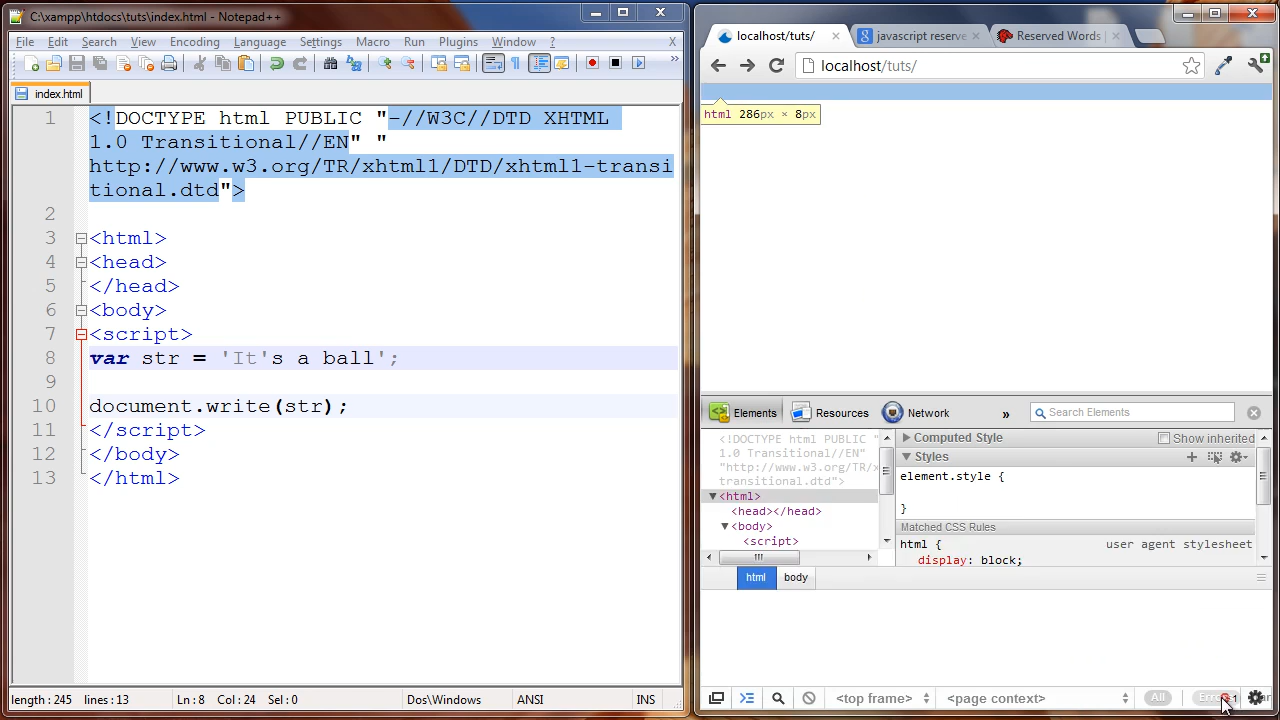 C:\xampp\htdocs\tuts\index.html - Notepad++
File Edit Search View Encoding Language Settings Macro Run Plugins Window ? X
index.html
1 <!DOCTYPE html PUBLIC "-//W3C//DTD XHTML
1.0 Transitional//EN" "
http://www.w3.org/TR/xhtml1/DTD/xhtml1-transi
tional.dtd">
2
3 <html>
4 <head>
5 </head>
6 <body>
7 <script>
8 var str = 'It's a ball';
9
10 document.write(str);
11 </script>
12 </body>
13 </html>
length : 245 lines : 13 Ln : 8 Col : 24 Sel : 0 Dos\Windows ANSI INS
localhost/tuts/ javascript reserve Reserved Words |
localhost/tuts/
html 286px × 8px
Elements Resources Network » Search Elements
<!DOCTYPE html PUBLIC "
1.0 Transitional//EN"
"http://www.w3.org/TR/x
transitional.dtd">
<html>
<head></head>
<body>
<script>
Computed Style Show inherited
Styles
element.style {
}
Matched CSS Rules
html { user agent stylesheet
display: block;
html body
<top frame> <page context> All 1